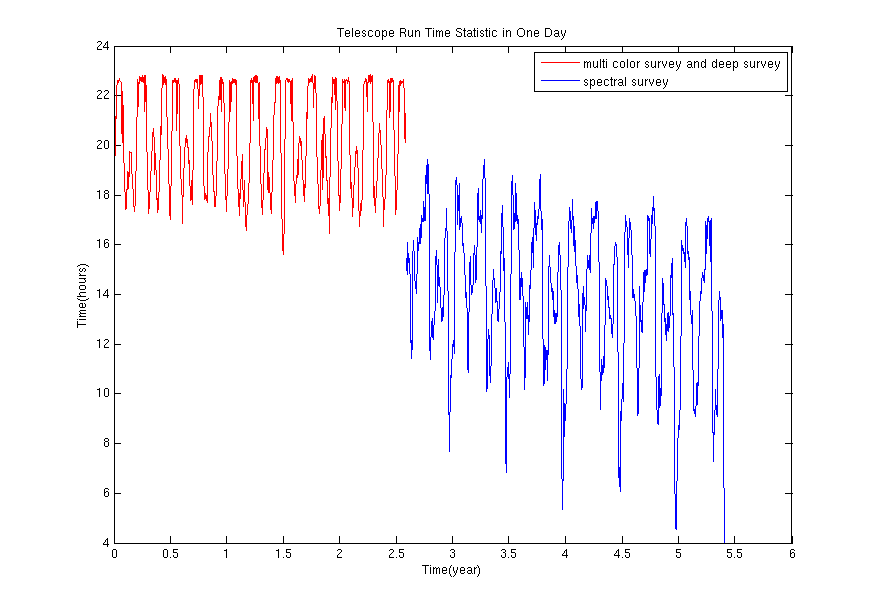 Telescope Run Time Statistic in One Day
multi color survey and deep survey
spectral survey
24
22
20
18
16
14
12
10
8
6
4
Time(hours)
0 0.5 1 1.5 2 2.5 3 3.5 4 4.5 5 5.5 6
Time(year)